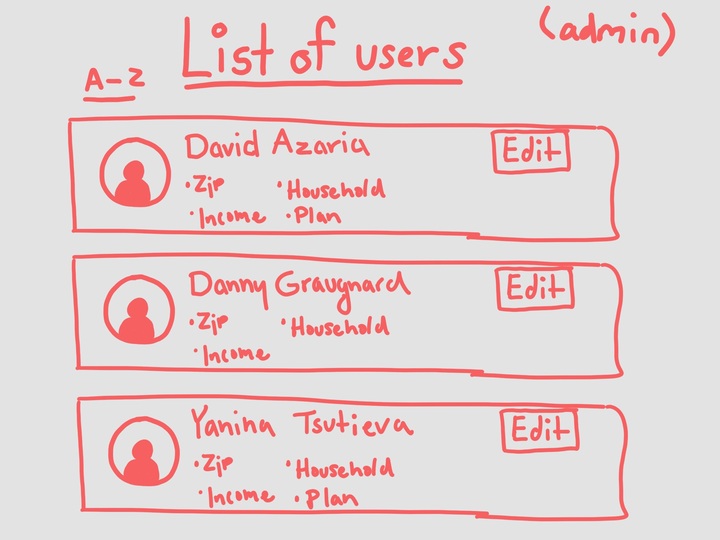 (admin)
List of users
A-Z
David Azaria
Edit
•Zip •Household
•Income •Plan
Danny Graugnard
Edit
•Zip •Household
•Income
Yanina Tsutieva
Edit
•Zip •Household
•Income •Plan